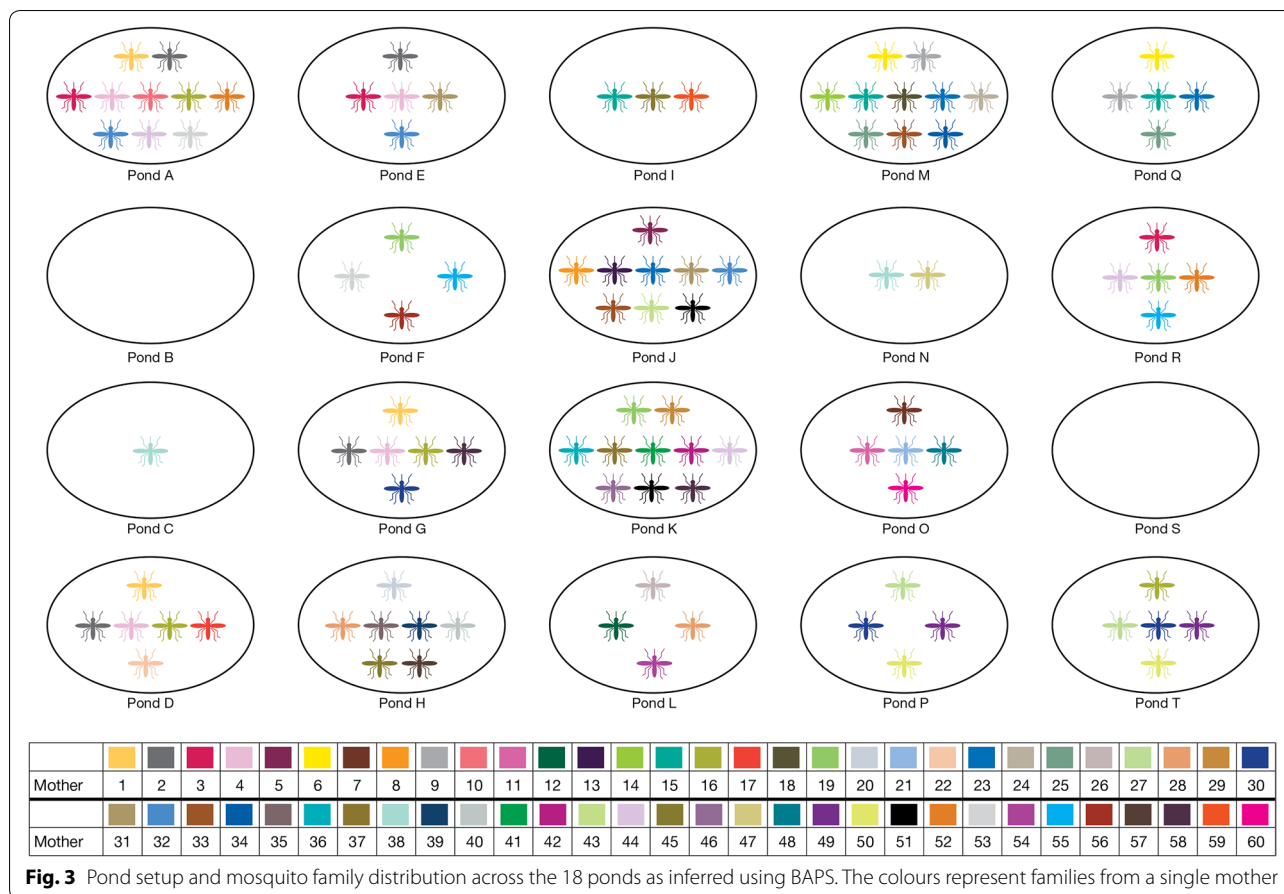 Pond A
Pond E
Pond I
Pond M
Pond Q
Pond B
Pond F
Pond J
Pond N
Pond R
Pond C
Pond G
Pond K
Pond O
Pond S
Pond D
Pond H
Pond L
Pond P
Pond T
Mother 1 2 3 4 5 6 7 8 9 10 11 12 13 14 15 16 17 18 19 20 21 22 23 24 25 26 27 28 29 30
Mother 31 32 33 34 35 36 37 38 39 40 41 42 43 44 45 46 47 48 49 50 51 52 53 54 55 56 57 58 59 60
Fig. 3 Pond setup and mosquito family distribution across the 18 ponds as inferred using BAPS. The colours represent families from a single mother